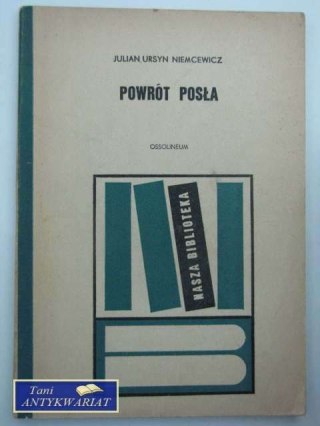 JULIAN URSYN NIEMCEWICZ
POWRÓT POSŁA
OSSOLINEUM
NASZA BIBLIOTEKA
Tani
ANTYKWARIAT